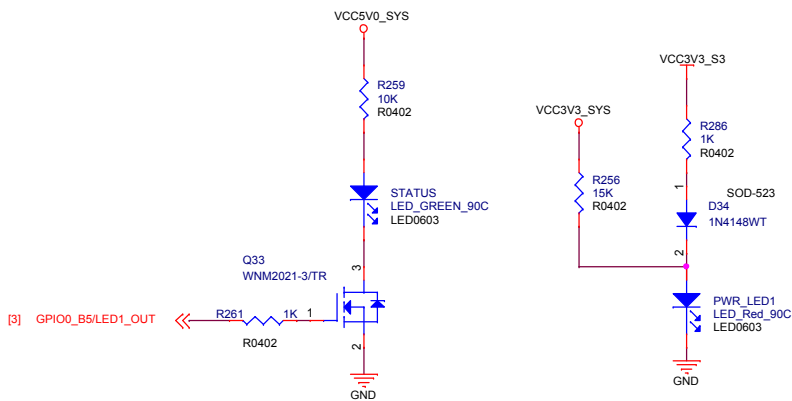 VCC5V0_SYS
R259
10K
R0402
STATUS
LED_GREEN_90C
LED0603
Q33
WNM2021-3/TR
3
[3] GPIO0_B5/LED1_OUT
R261 1K 1
R0402
2
GND
VCC3V3_S3
VCC3V3_SYS
R286
1K
R0402
R256
15K
R0402
1
SOD-523
D34
1N4148WT
2
PWR_LED1
LED_Red_90C
LED0603
GND